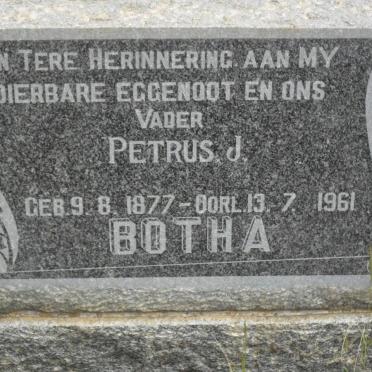 N TERE HERINNERING AAN MY
DIERBARE EGGENOOT EN ONS
VADER
PETRUS J.
GEB. 9. 8. 1877 - OORL. 13. 7 1961
BOTHA